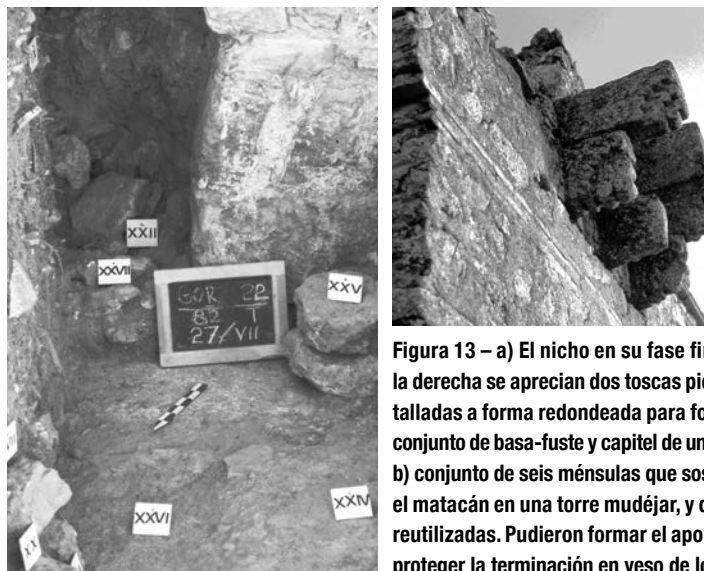 XXII
XXVII
XXV
GOR 22
82 1
27/VII
XXVI
XXIV
XX
Figura 13 – a) El nicho en su fase fin
la derecha se aprecian dos toscas pie
talladas a forma redondeada para fo
conjunto de basa-fuste y capitel de un
b) conjunto de seis ménsulas que sos
el matacán en una torre mudéjar, y
reutilizadas. Pudieron formar el apo
proteger la terminación en yeso de